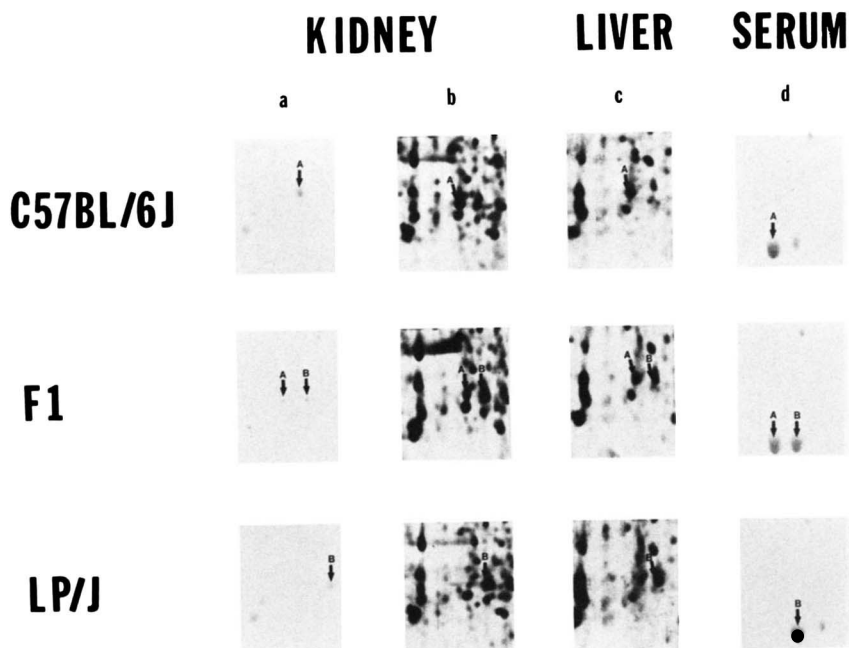 KIDNEY LIVER SERUM
a b c d
C57BL/6J
A A A A
F1
A B A B A B A B
LP/J
B B B B